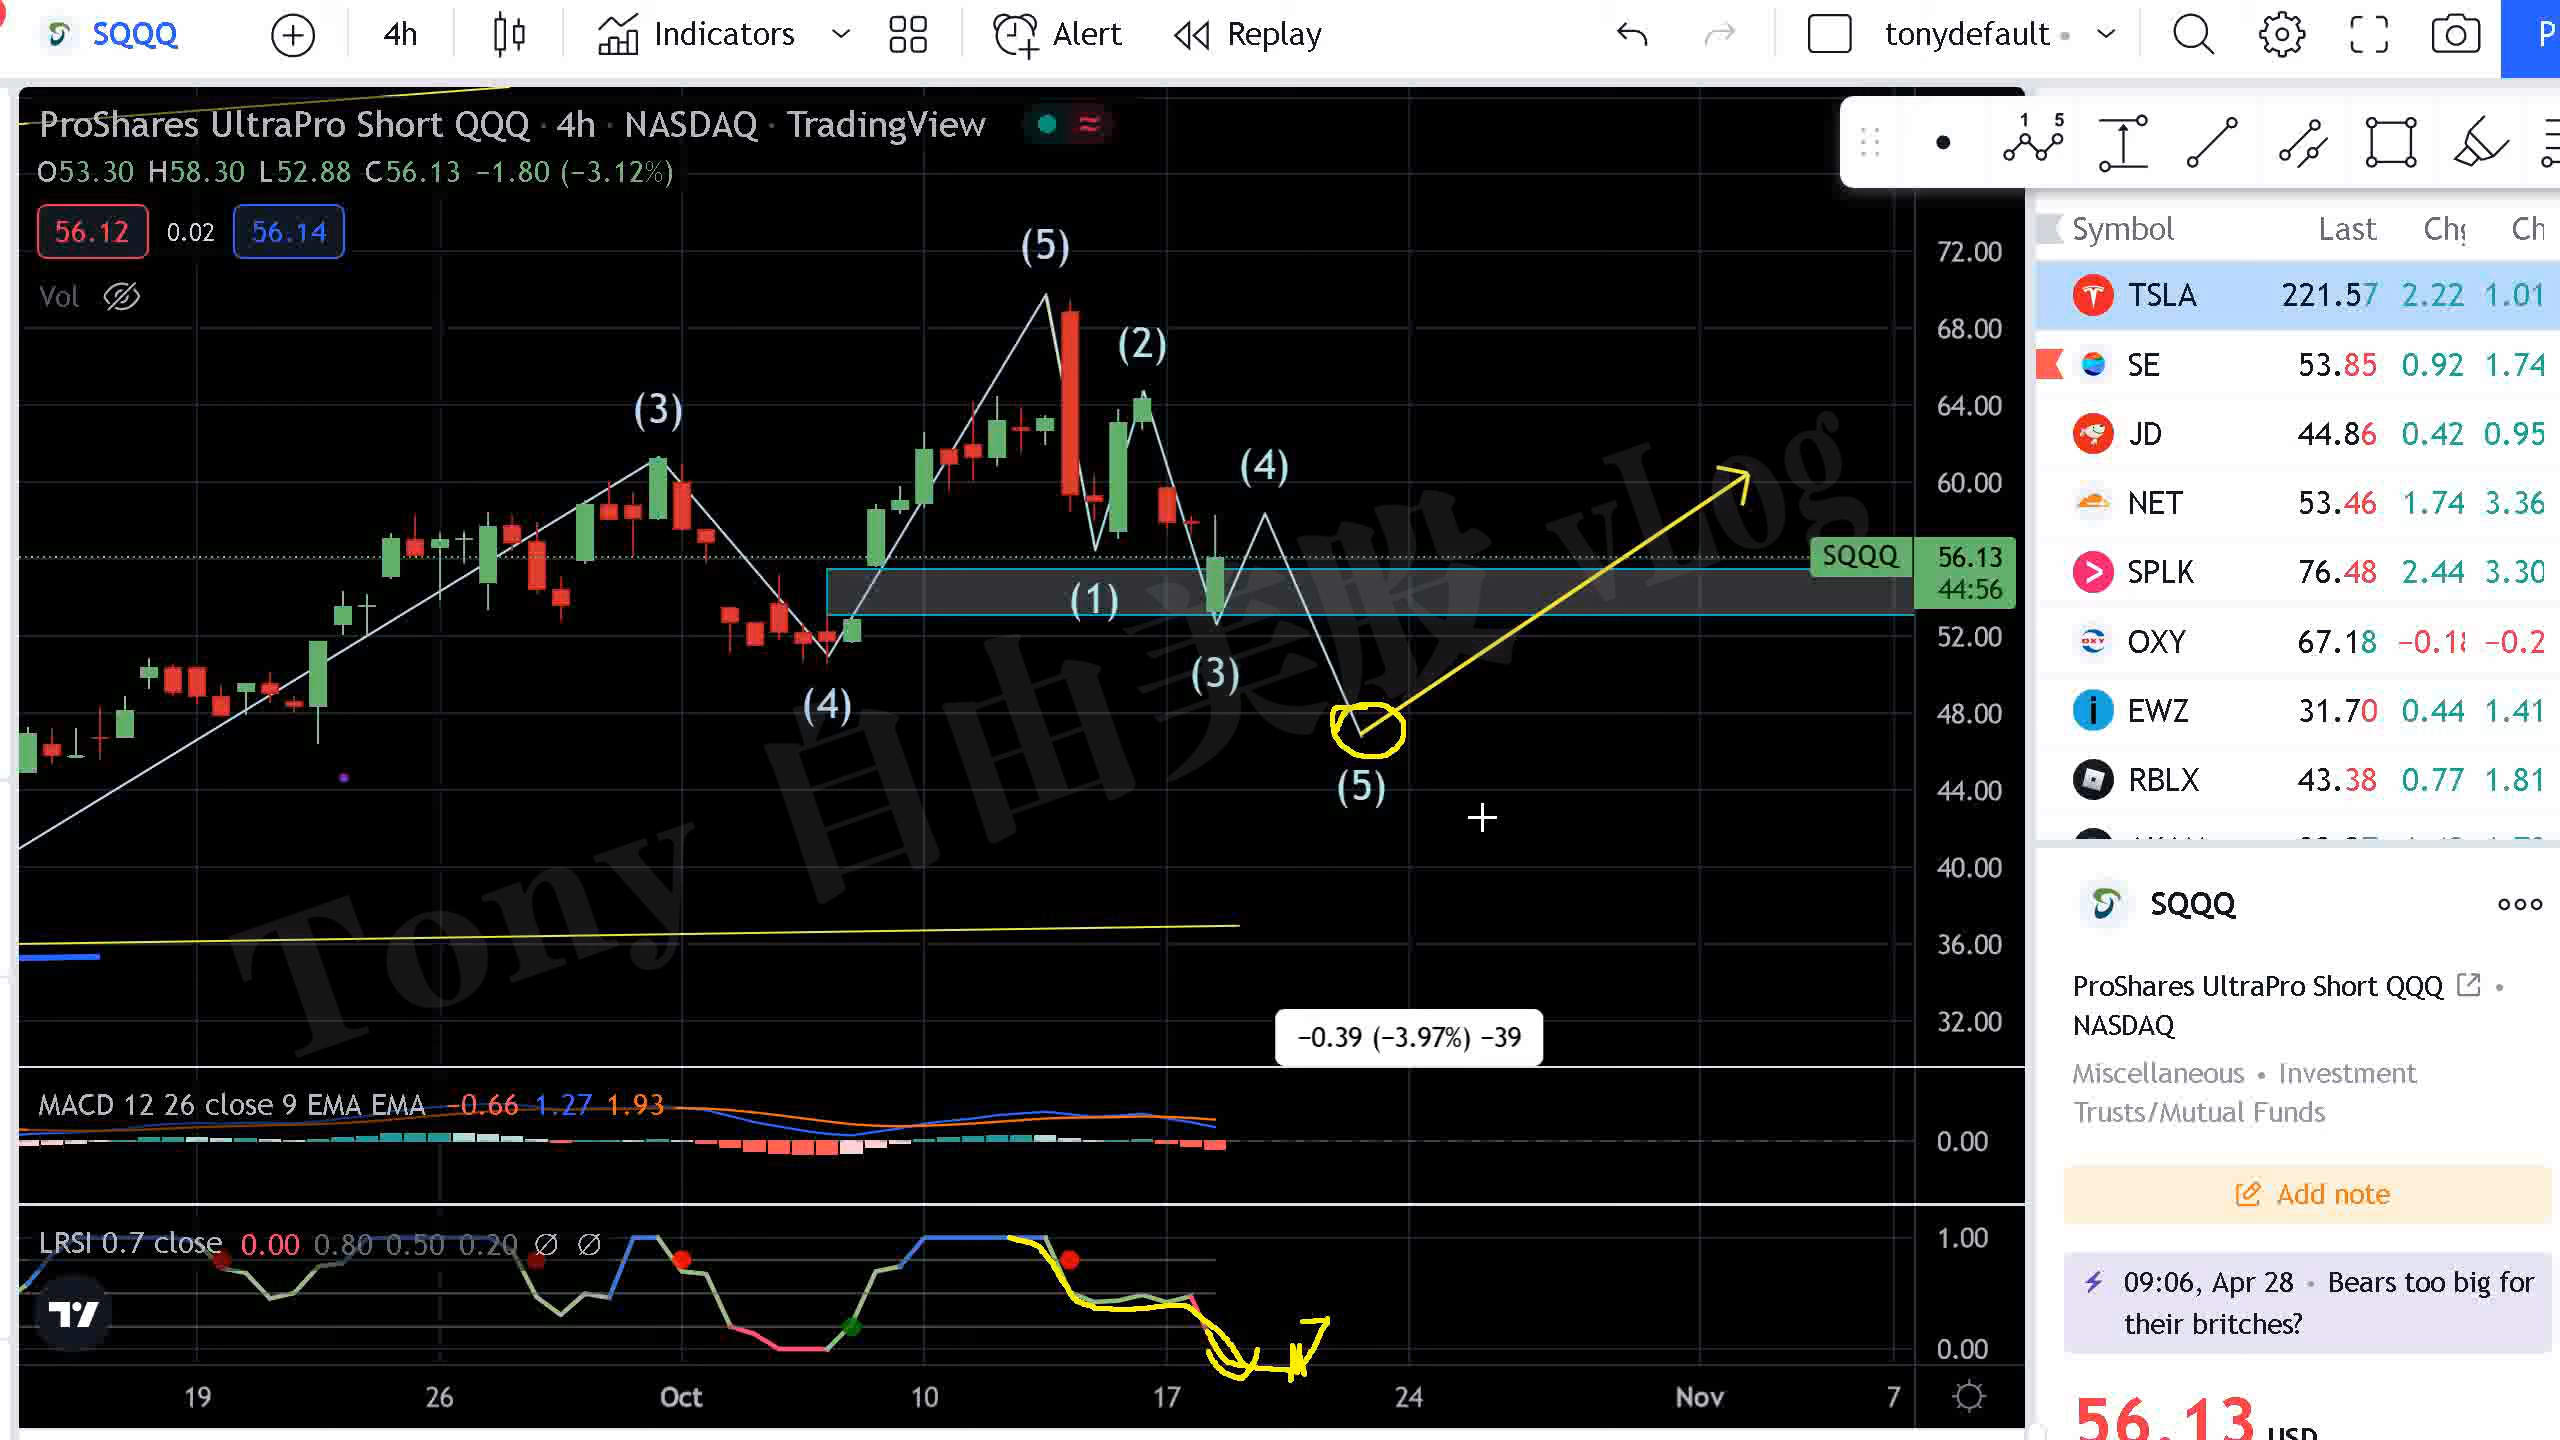 SQQQ 4h Indicators Alert Replay tonydefault
ProShares UltraPro Short QQQ · 4h · NASDAQ · TradingView
O53.30 H58.30 L52.88 C56.13 −1.80 (−3.12%)
56.12 0.02 56.14
Vol
1 5
(5)
(2)
(3)
(4)
(1)
(3)
(4)
(5)
Tony 自由美股 vLog
72.00
68.00
64.00
60.00
SQQQ 56.13
44:56
52.00
48.00
44.00
40.00
36.00
32.00
−0.39 (−3.97%) −39
MACD 12 26 close 9 EMA EMA −0.66 1.27 1.93
0.00
LRSI 0.7 close 0.00 0.80 0.50 0.20 ∅ ∅
1.00
0.00
19 26 Oct 10 17 24 Nov 7
Symbol Last Ch
TSLA 221.57 2.22 1.01
SE 53.85 0.92 1.74
JD 44.86 0.42 0.95
NET 53.46 1.74 3.36
SPLK 76.48 2.44 3.30
OXY 67.18 −0.1 −0.2
EWZ 31.70 0.44 1.41
RBLX 43.38 0.77 1.81
SQQQ
ProShares UltraPro Short QQQ •
NASDAQ
Miscellaneous • Investment
Trusts/Mutual Funds
Add note
09:06, Apr 28 • Bears too big for
their britches?
56.13 USD